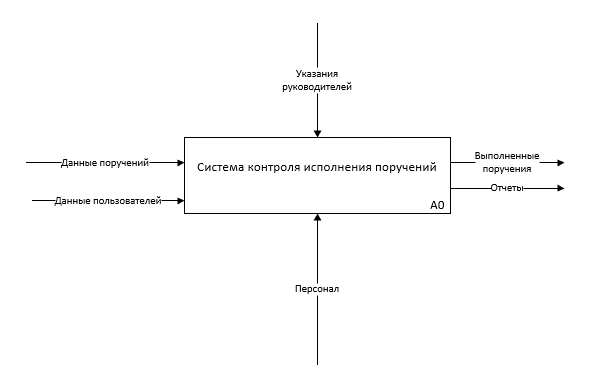 Указания
руководителей
Данные поручений
Система контроля исполнения поручений
Выполненные
поручения
Данные пользователей
Отчеты
A0
Персонал